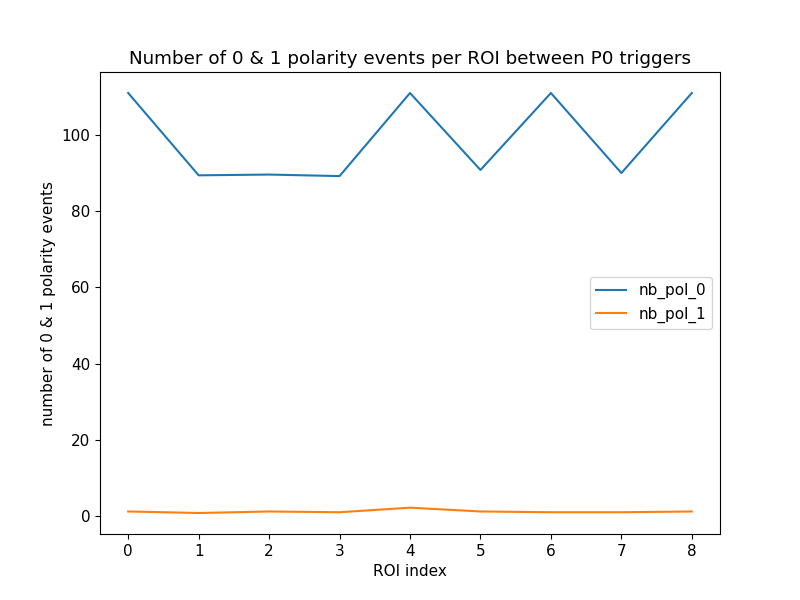 Number of 0 & 1 polarity events per ROI between P0 triggers
number of 0 & 1 polarity events
100
80
60
40
20
0
nb_pol_0
nb_pol_1
0 1 2 3 4 5 6 7 8
ROI index